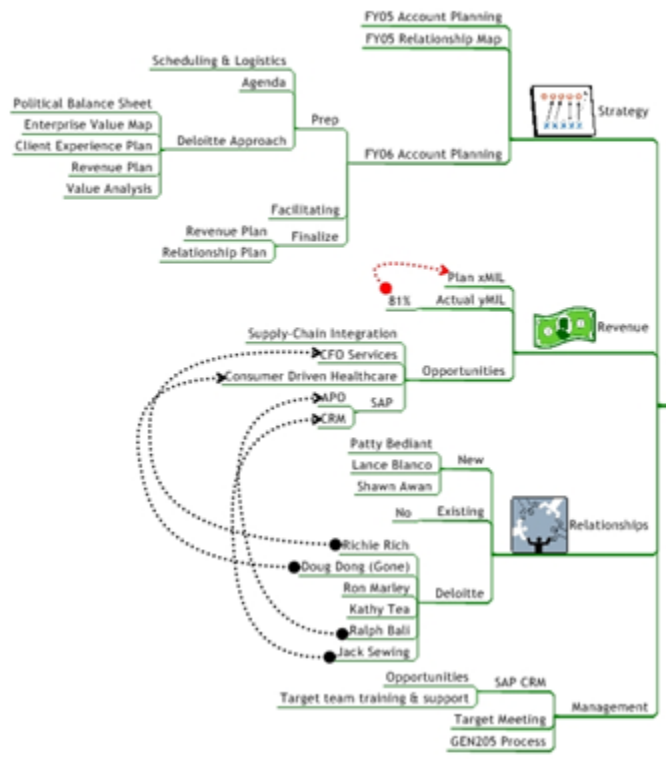 FY05 Account Planning
FY05 Relationship Map
Scheduling & Logistics
Agenda
Political Balance Sheet
Enterprise Value Map
Client Experience Plan
Revenue Plan
Value Analysis
Deloitte Approach
Prep
FY06 Account Planning
Strategy
Facilitating
Revenue Plan
Relationship Plan
Finalize
Plan xMIL
81%
Actual yMIL
Revenue
Supply-Chain Integration
CFO Services
Consumer Driven Healthcare
Opportunities
APO
CRM
SAP
Patty Bediant
Lance Blanco
Shawn Awan
New
No
Existing
Relationships
Richie Rich
Doug Dong (Gone)
Ron Marley
Kathy Tea
Ralph Bali
Jack Sewing
Deloitte
Opportunities
Target team training & support
SAP CRM
Target Meeting
GEN205 Process
Management